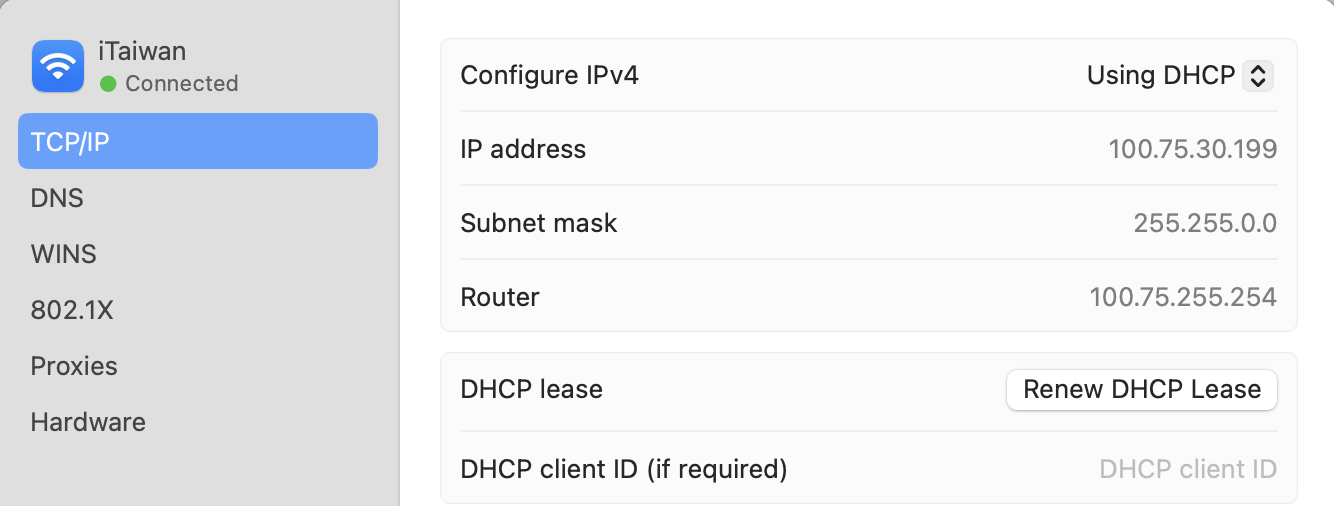 iTaiwan
Connected
TCP/IP
DNS
WINS
802.1X
Proxies
Hardware
Configure IPv4 Using DHCP
IP address 100.75.30.199
Subnet mask 255.255.0.0
Router 100.75.255.254
DHCP lease Renew DHCP Lease
DHCP client ID (if required) DHCP client ID